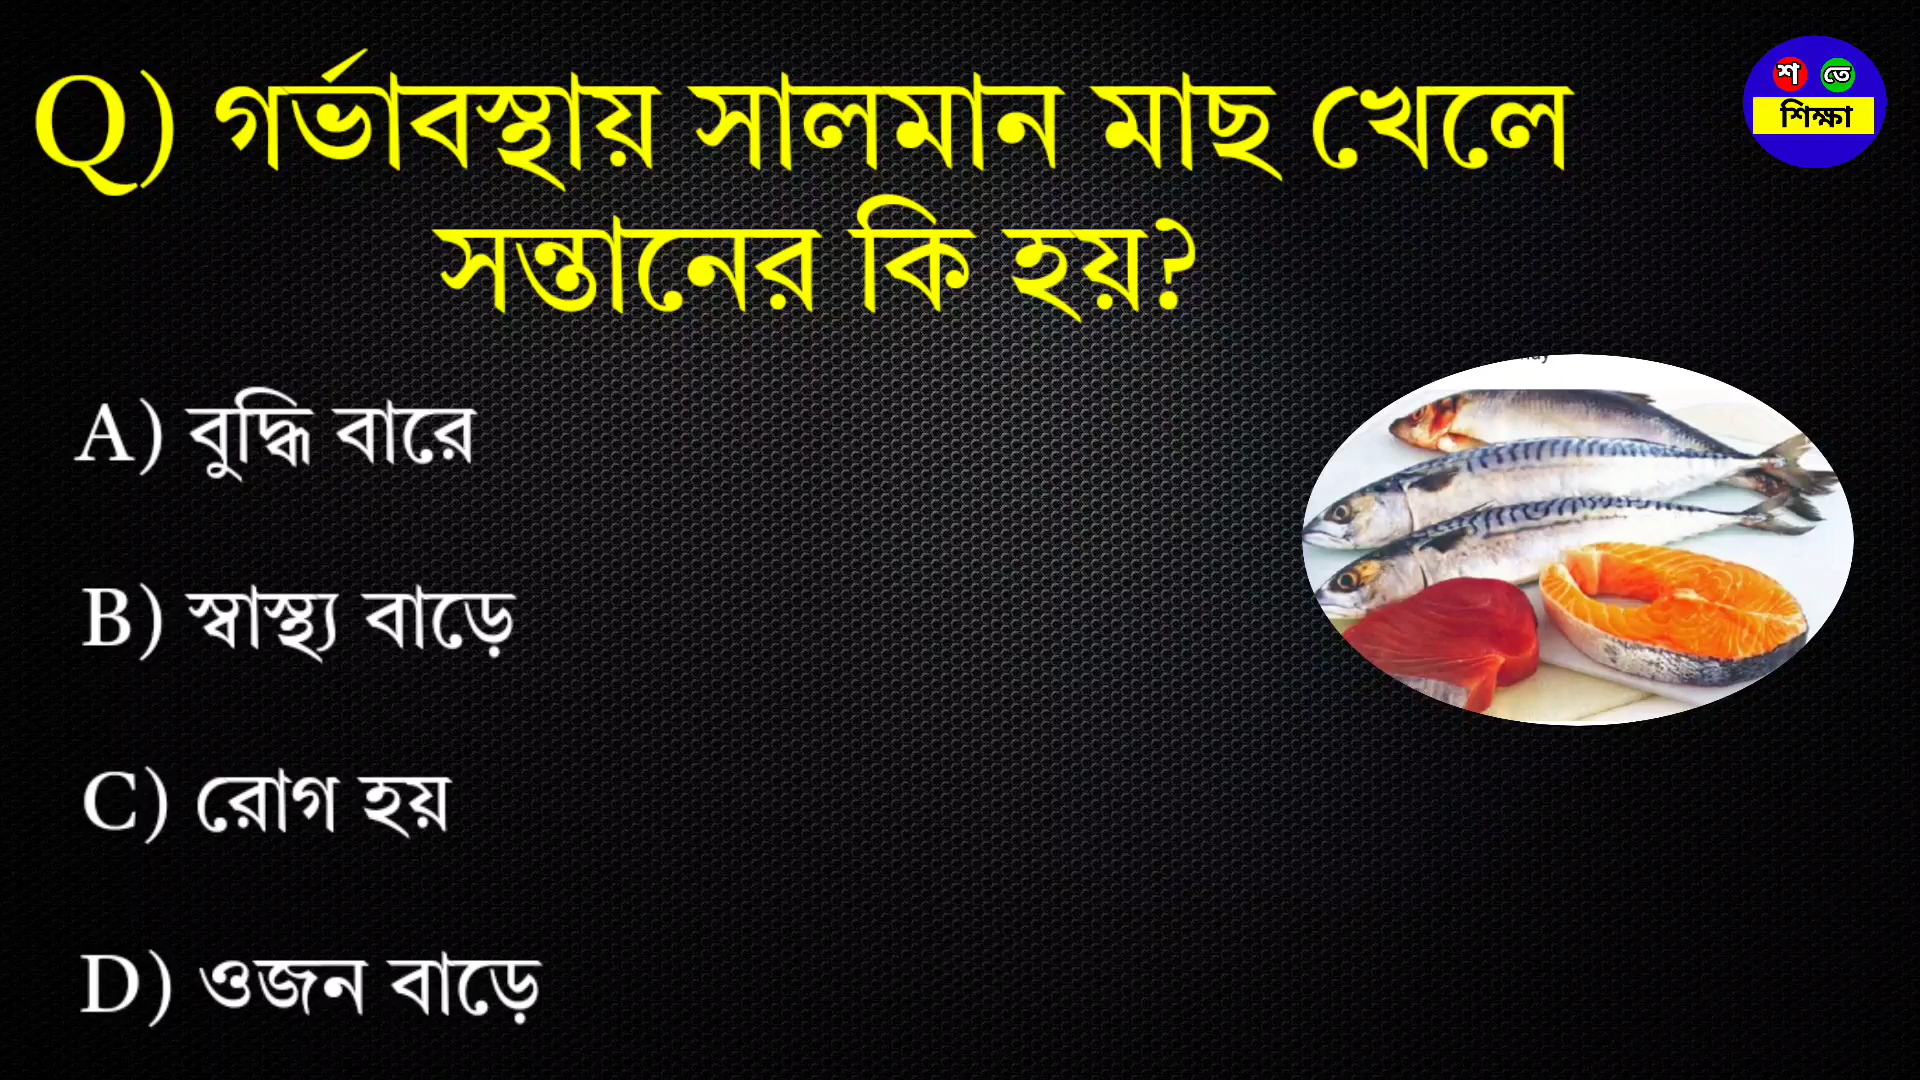 Q) গর্ভাবস্থায় সালমান মাছ খেলে
সন্তানের কি হয়?
শ তে
শিক্ষা
A) বুদ্ধি বারে
B) স্বাস্থ্য বাড়ে
C) রোগ হয়
D) ওজন বাড়ে